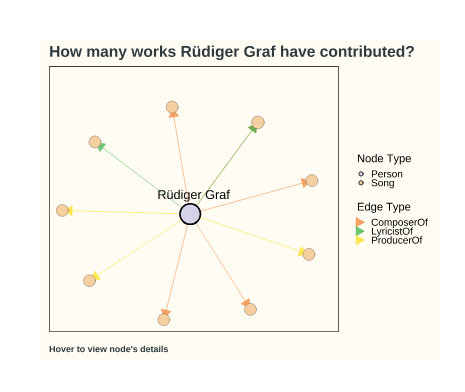 How many works Rüdiger Graf have contributed?
Rüdiger Graf
Node Type
Person
Song
Edge Type
ComposerOf
LyricistOf
ProducerOf
Hover to view node's details